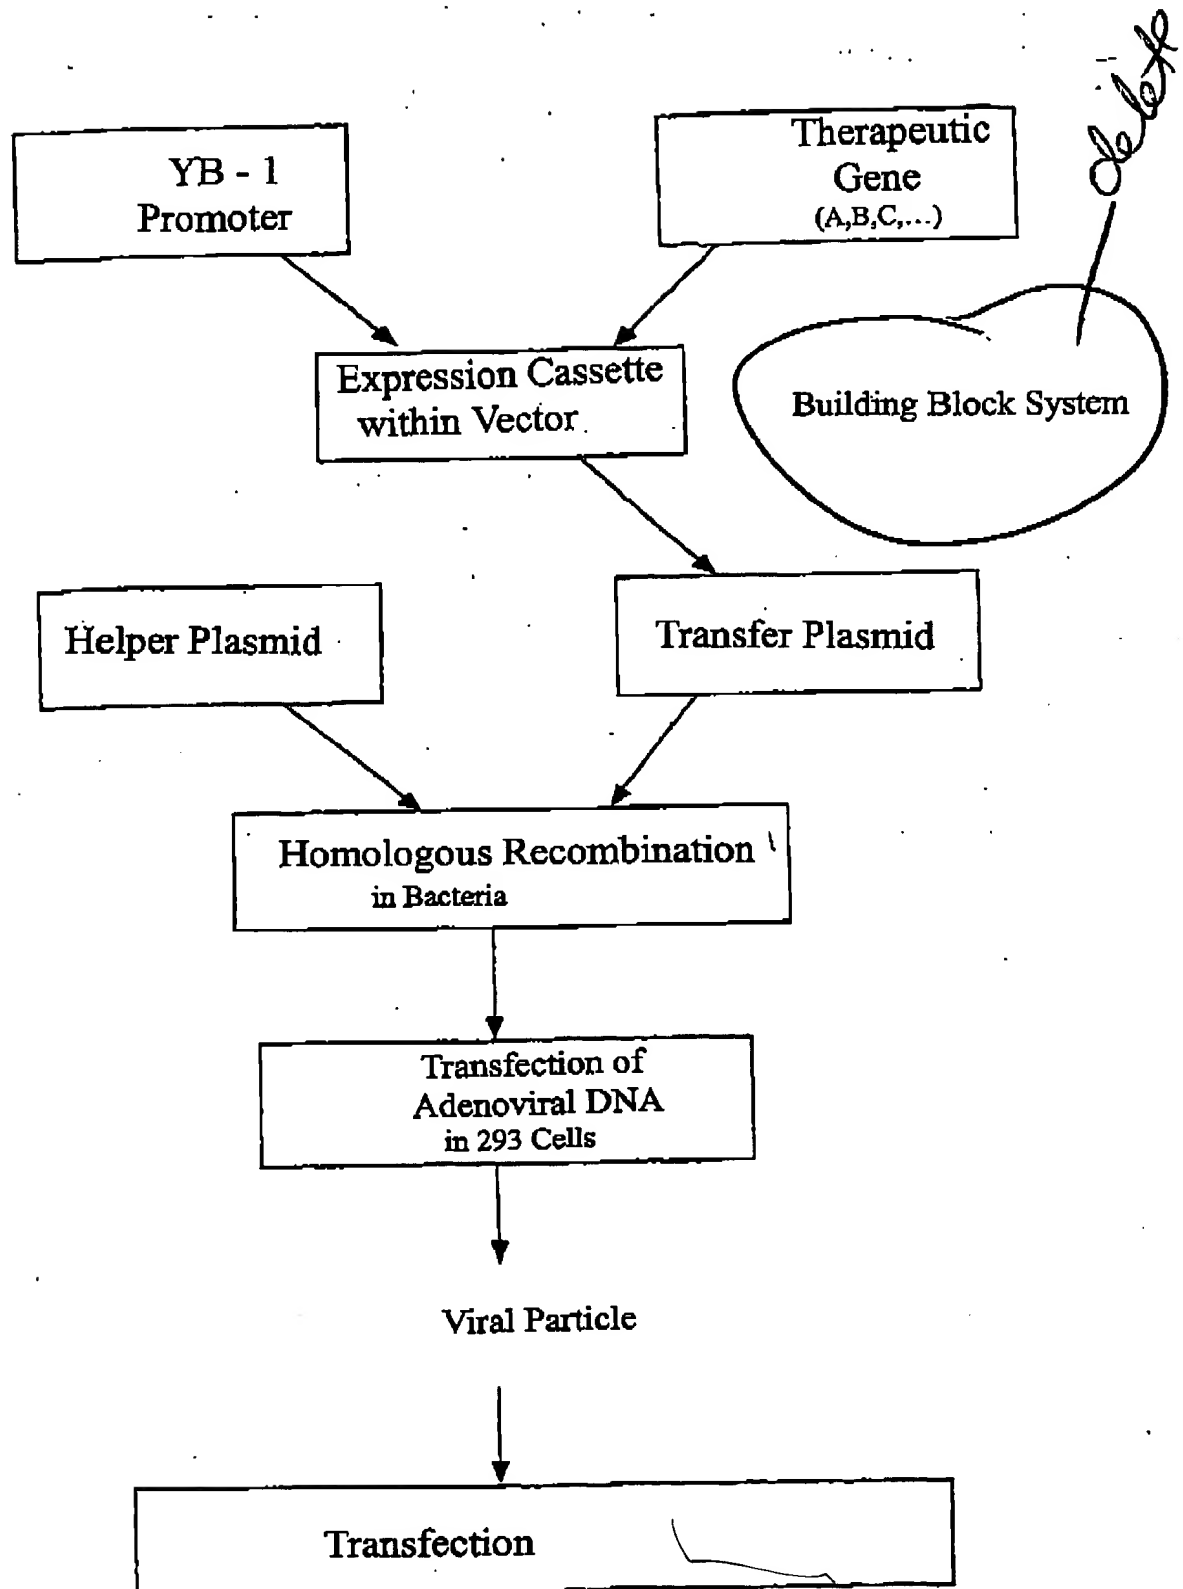 YB - 1
Promoter
Therapeutic
Gene
(A,B,C,...)
delete
Expression Cassette
within Vector
Building Block System
Helper Plasmid
Transfer Plasmid
Homologous Recombination
in Bacteria
Transfection of
Adenoviral DNA
in 293 Cells
Viral Particle
Transfection